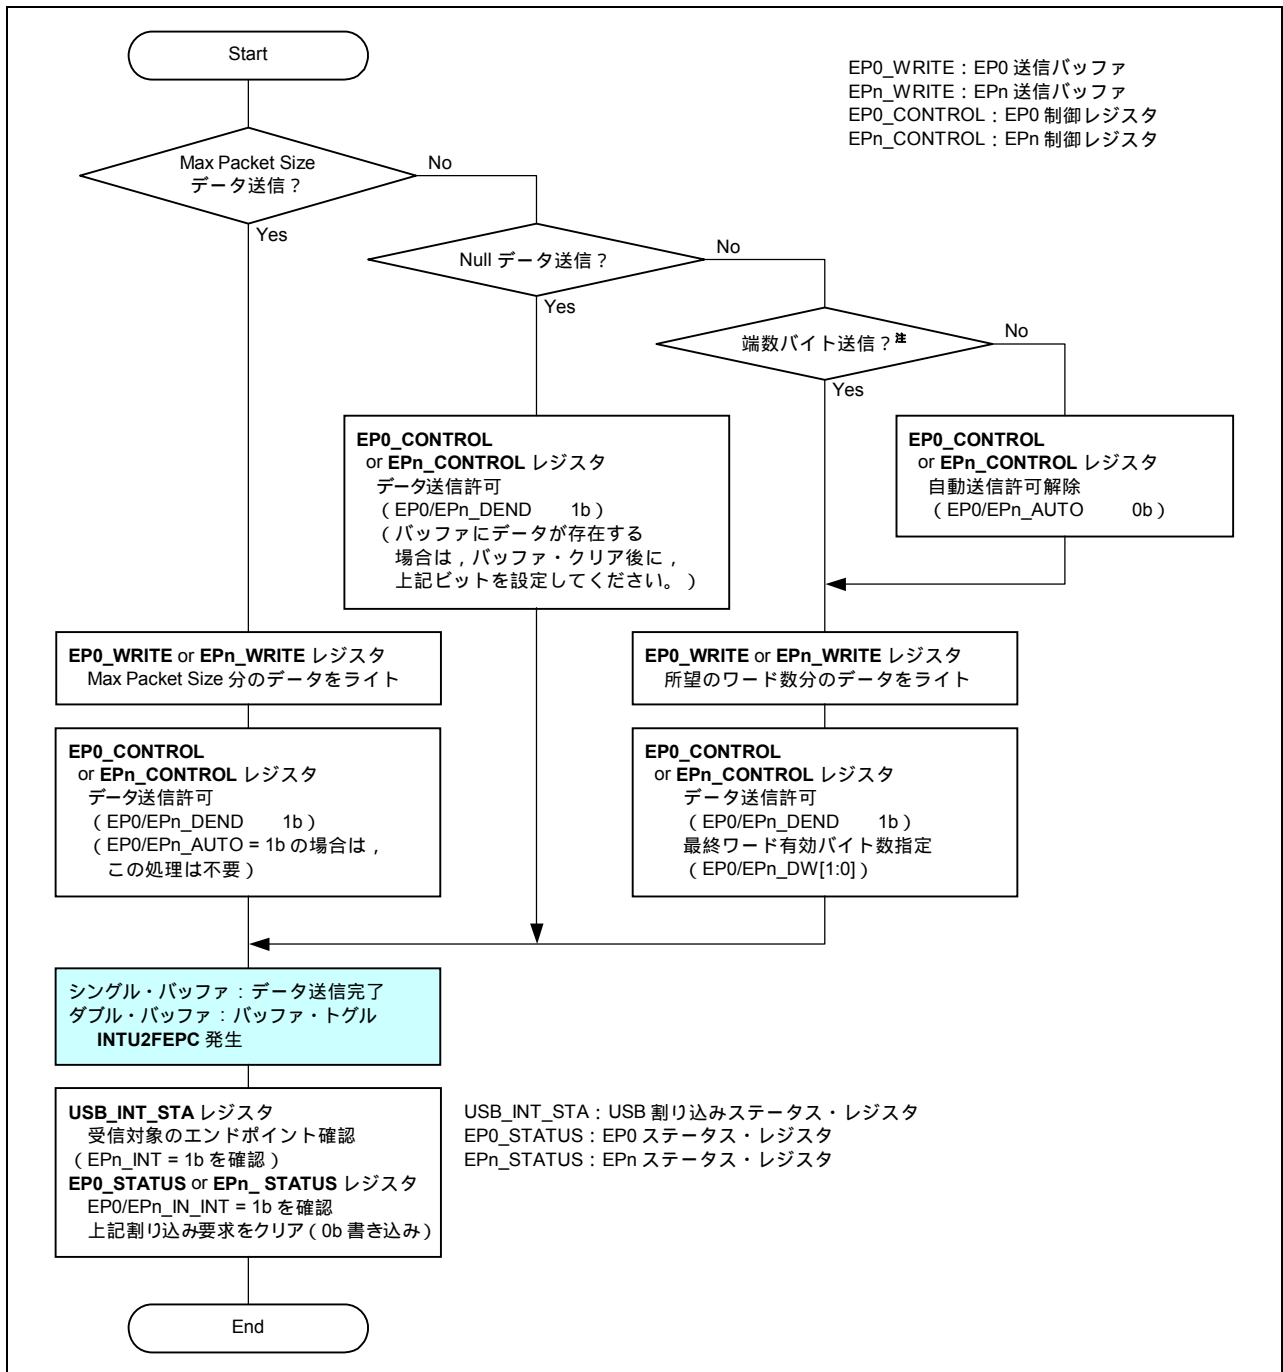 Start
EP0_WRITE：EP0 送信バッファ
EPn_WRITE：EPn 送信バッファ
EP0_CONTROL：EP0 制御レジスタ
EPn_CONTROL：EPn 制御レジスタ
Max Packet Size
データ送信？
No
Yes
Null データ送信？
No
Yes
端数バイト送信？注
No
Yes
EP0_CONTROL
or EPn_CONTROL レジスタ
データ送信許可
（EP0/EPn_DEND 1b）
（バッファにデータが存在する
場合は，バッファ・クリア後に，
上記ビットを設定してください。）
EP0_CONTROL
or EPn_CONTROL レジスタ
自動送信許可解除
（EP0/EPn_AUTO 0b）
EP0_WRITE or EPn_WRITE レジスタ
Max Packet Size 分のデータをライト
EP0_WRITE or EPn_WRITE レジスタ
所望のワード数分のデータをライト
EP0_CONTROL
or EPn_CONTROL レジスタ
データ送信許可
（EP0/EPn_DEND 1b）
（EP0/EPn_AUTO = 1b の場合は，
この処理は不要）
EP0_CONTROL
or EPn_CONTROL レジスタ
データ送信許可
（EP0/EPn_DEND 1b）
最終ワード有効バイト数指定
（EP0/EPn_DW[1:0]）
シングル・バッファ：データ送信完了
ダブル・バッファ：バッファ・トグル
INTU2FEPC 発生
USB_INT_STA レジスタ
受信対象のエンドポイント確認
（EPn_INT = 1b を確認）
EP0_STATUS or EPn_ STATUS レジスタ
EP0/EPn_IN_INT = 1b を確認
上記割り込み要求をクリア（0b 書き込み）
USB_INT_STA：USB 割り込みステータス・レジスタ
EP0_STATUS：EP0 ステータス・レジスタ
EPn_STATUS：EPn ステータス・レジスタ
End